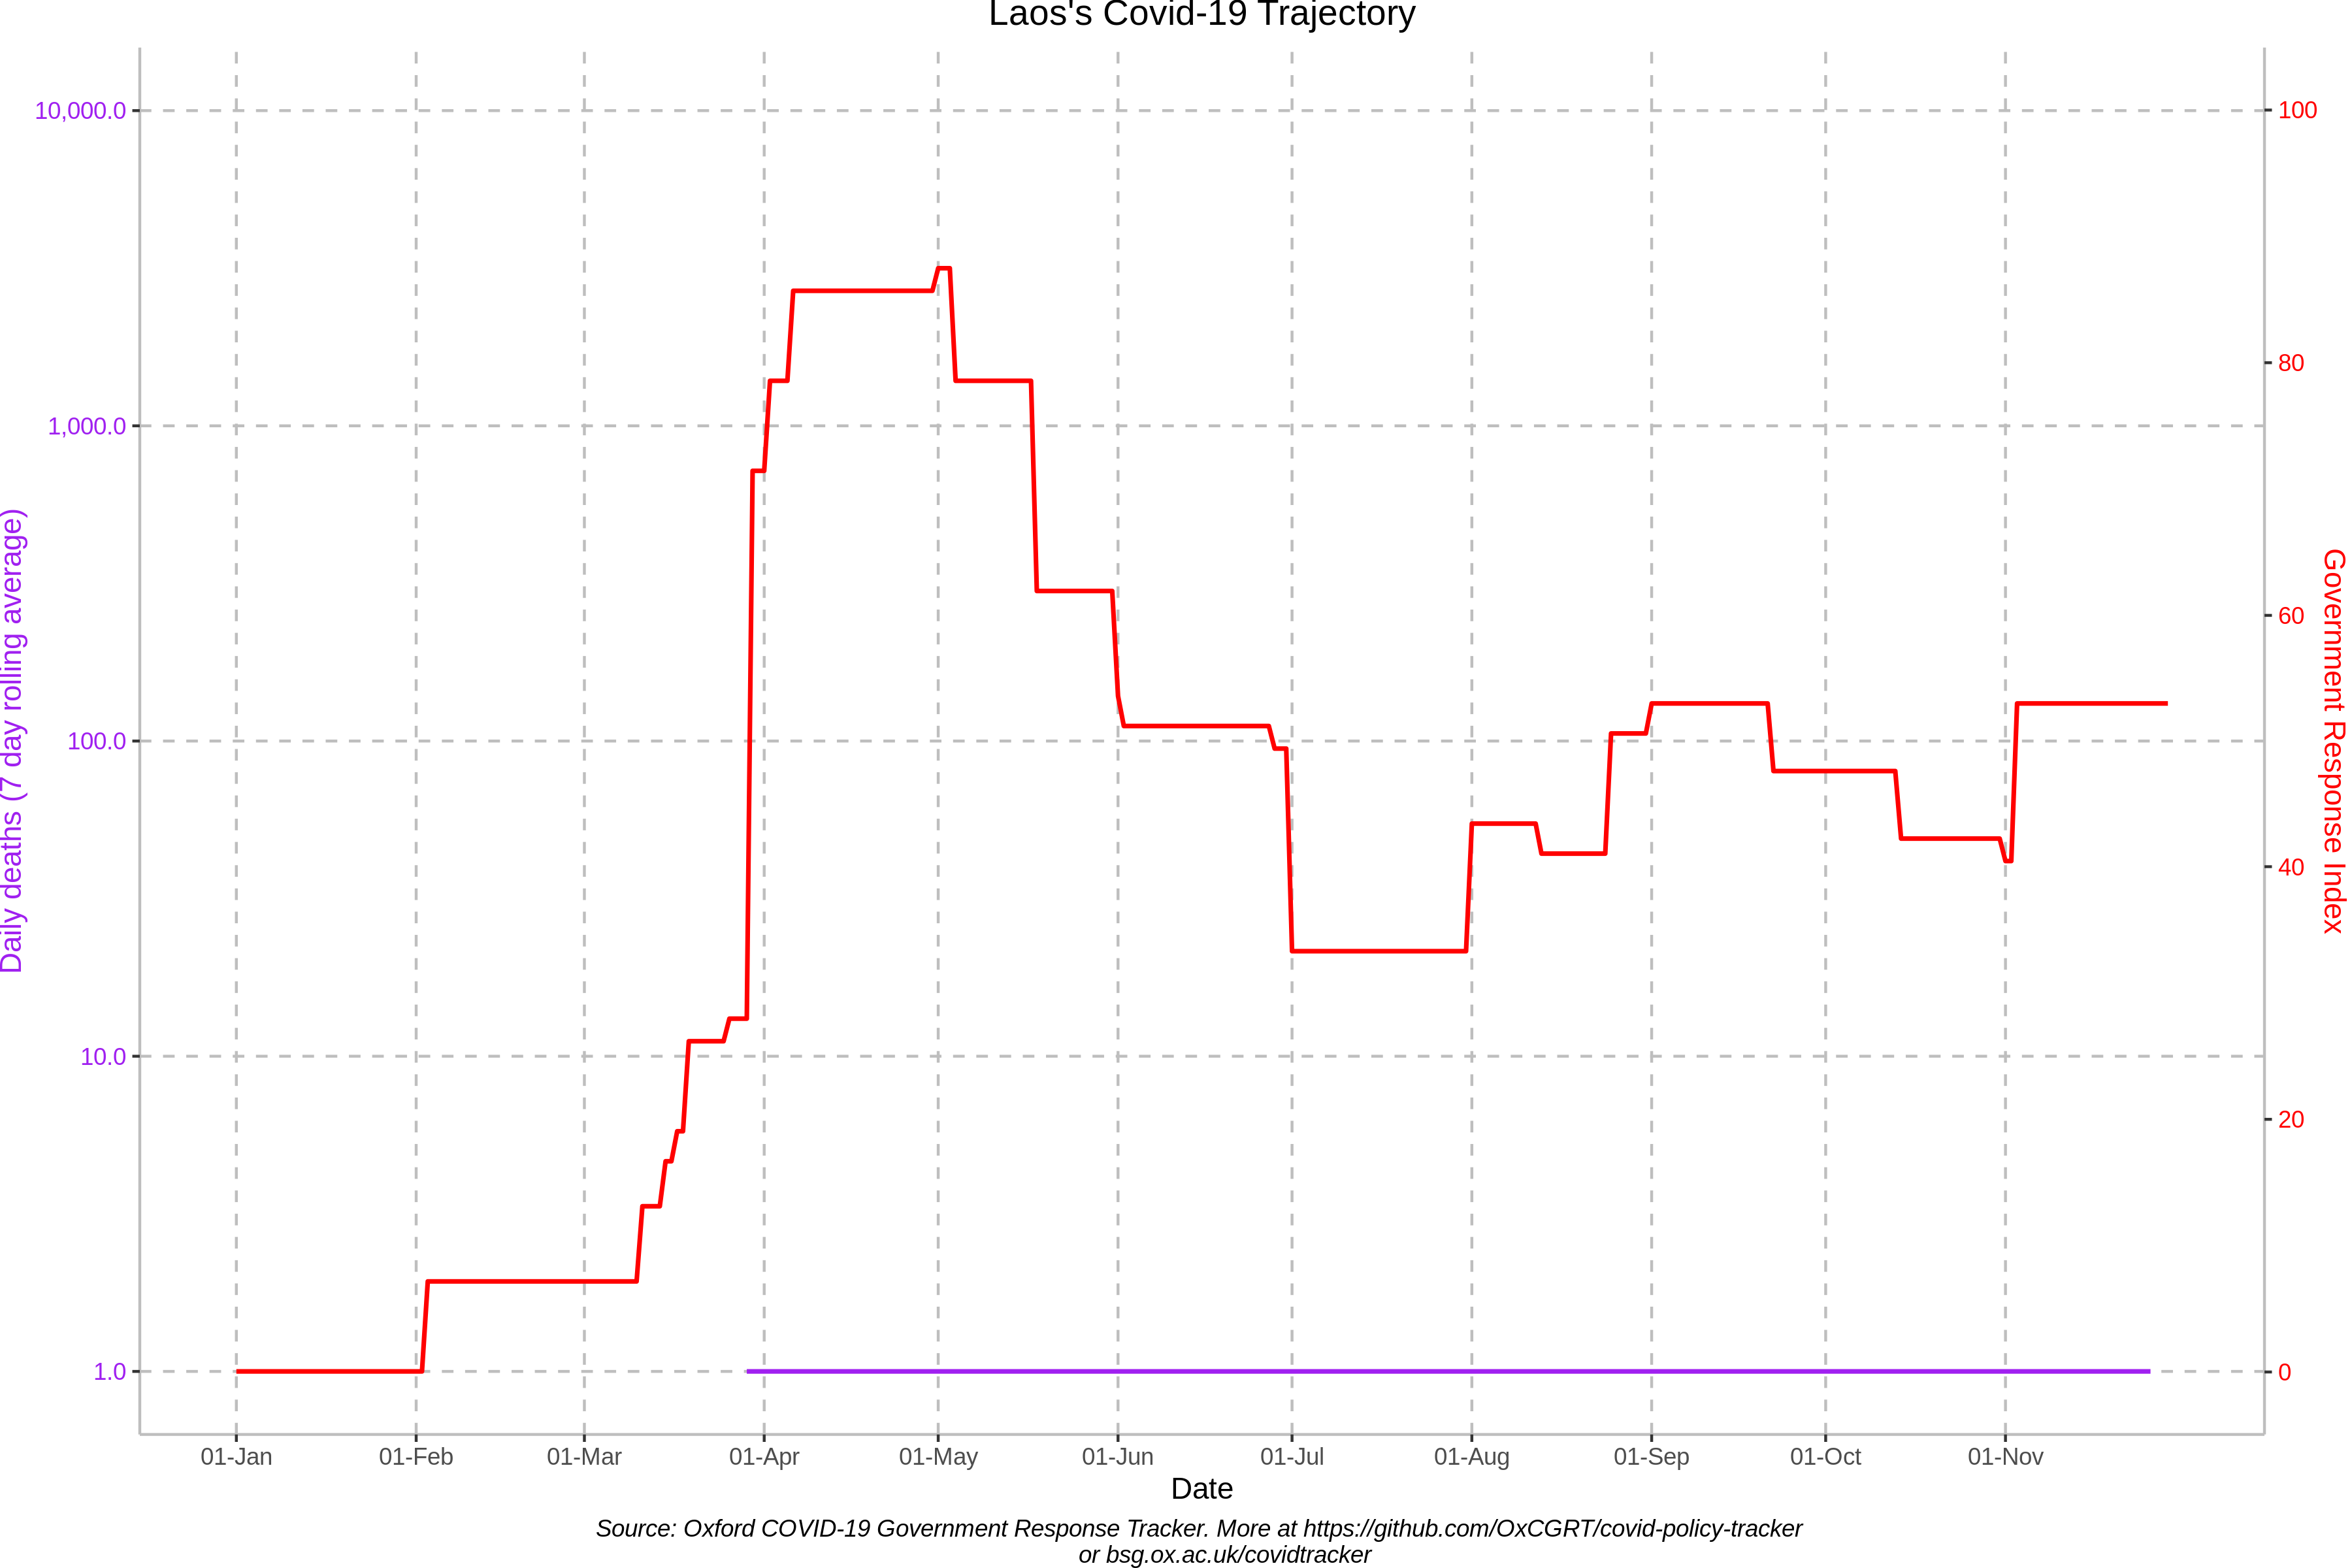 Laos's Covid-19 Trajectory
10,000.0
1,000.0
100.0
10.0
1.0
Daily deaths (7 day rolling average)
100
80
60
40
20
0
Government Response Index
01-Jan 01-Feb 01-Mar 01-Apr 01-May 01-Jun 01-Jul 01-Aug 01-Sep 01-Oct 01-Nov
Date
Source: Oxford COVID-19 Government Response Tracker. More at https://github.com/OxCGRT/covid-policy-tracker
or bsg.ox.ac.uk/covidtracker